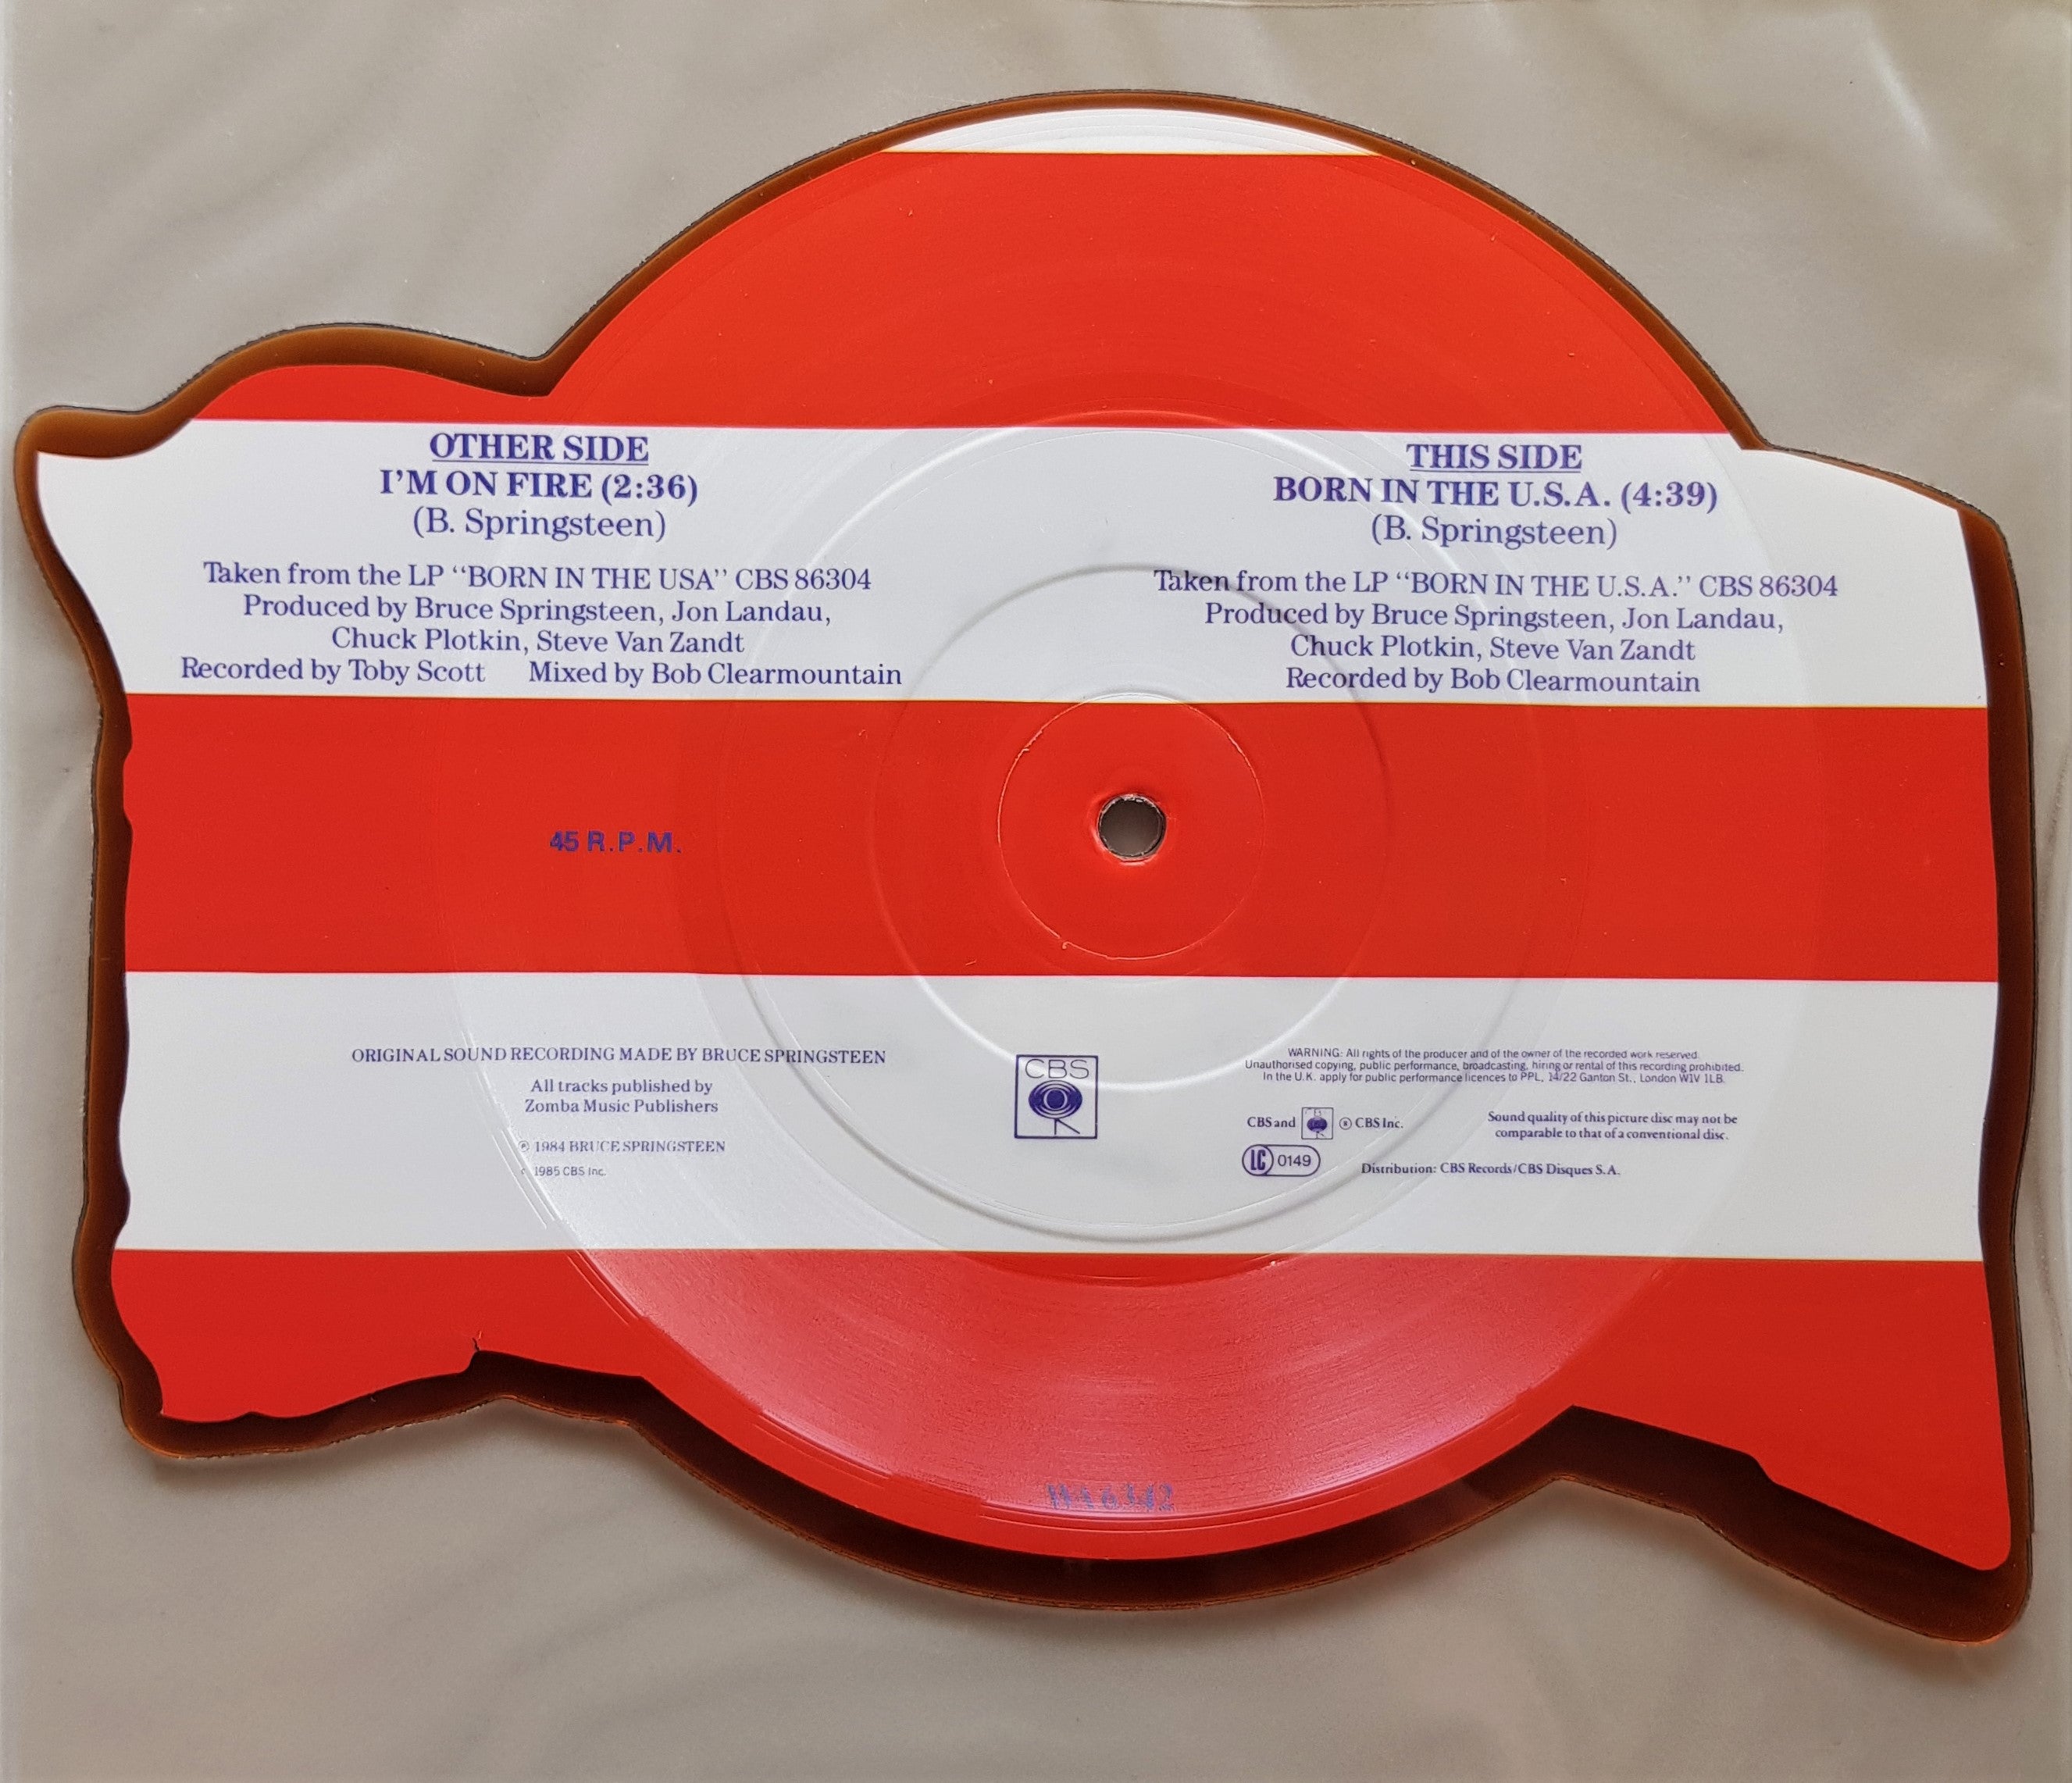 OTHER SIDE
I'M ON FIRE (2:36)
(B. Springsteen)
Taken from the LP “BORN IN THE USA” CBS 86304
Produced by Bruce Springsteen, Jon Landau,
Chuck Plotkin, Steve Van Zandt
Recorded by Toby Scott Mixed by Bob Clearmountain
THIS SIDE
BORN IN THE U.S.A. (4:39)
(B. Springsteen)
Taken from the LP “BORN IN THE U.S.A.” CBS 86304
Produced by Bruce Springsteen, Jon Landau,
Chuck Plotkin, Steve Van Zandt
Recorded by Bob Clearmountain
45 R.P.M.
ORIGINAL SOUND RECORDING MADE BY BRUCE SPRINGSTEEN
All tracks published by
Zomba Music Publishers
℗ 1984 BRUCE SPRINGSTEEN
© 1985 CBS Inc.
CBS
WARNING: All rights of the producer and of the owner of the recorded work reserved.
Unauthorised copying, public performance, broadcasting, hiring or rental of this recording prohibited.
In the U.K. apply for public performance licences to PPL, 14/22 Ganton St., London W1V 1LB.
CBS and ® CBS Inc.
Sound quality of this picture disc may not be
comparable to that of a conventional disc.
LC 0149
Distribution: CBS Records/CBS Disques S.A.